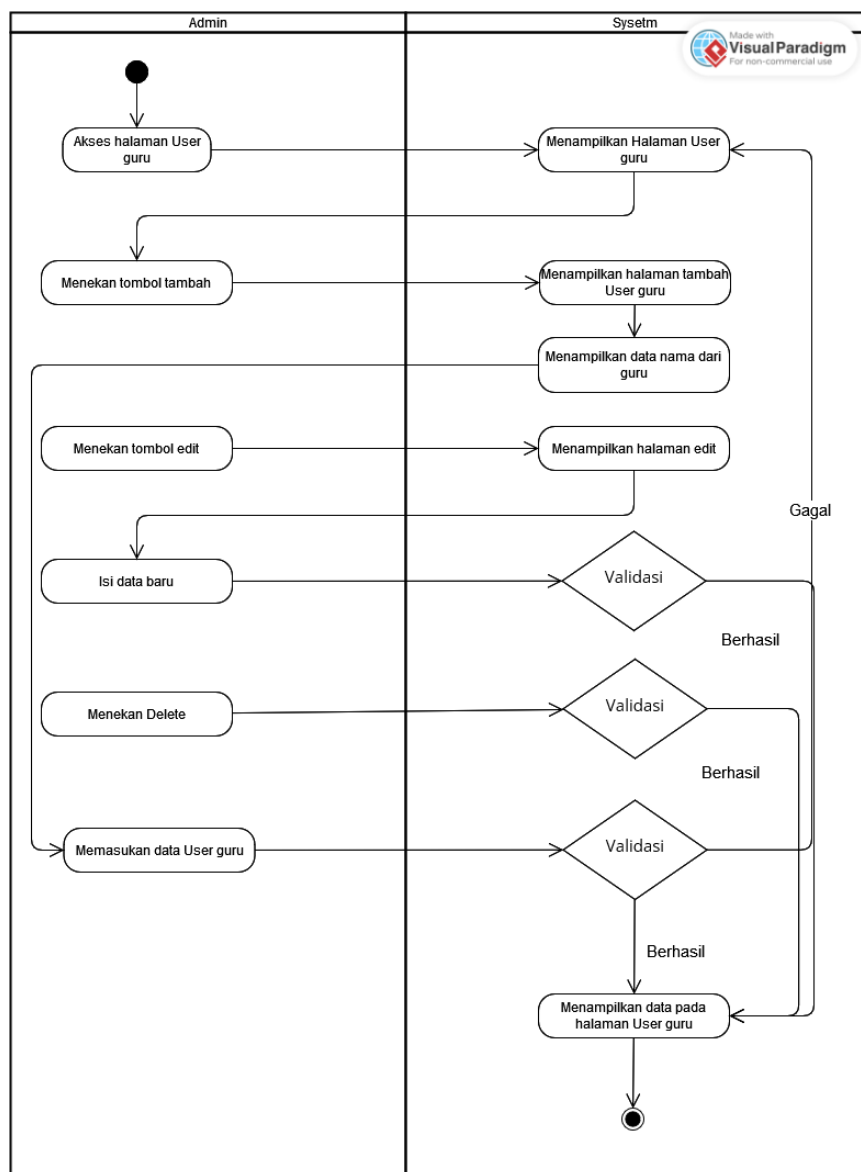 Admin
Sysetm
Made with
Visual Paradigm
For non-commercial use
Akses halaman User
guru
Menampilkan Halaman User
guru
Menekan tombol tambah
Menampilkan halaman tambah
User guru
Menampilkan data nama dari
guru
Menekan tombol edit
Menampilkan halaman edit
Gagal
Isi data baru
Validasi
Berhasil
Menekan Delete
Validasi
Berhasil
Memasukan data User guru
Validasi
Berhasil
Menampilkan data pada
halaman User guru